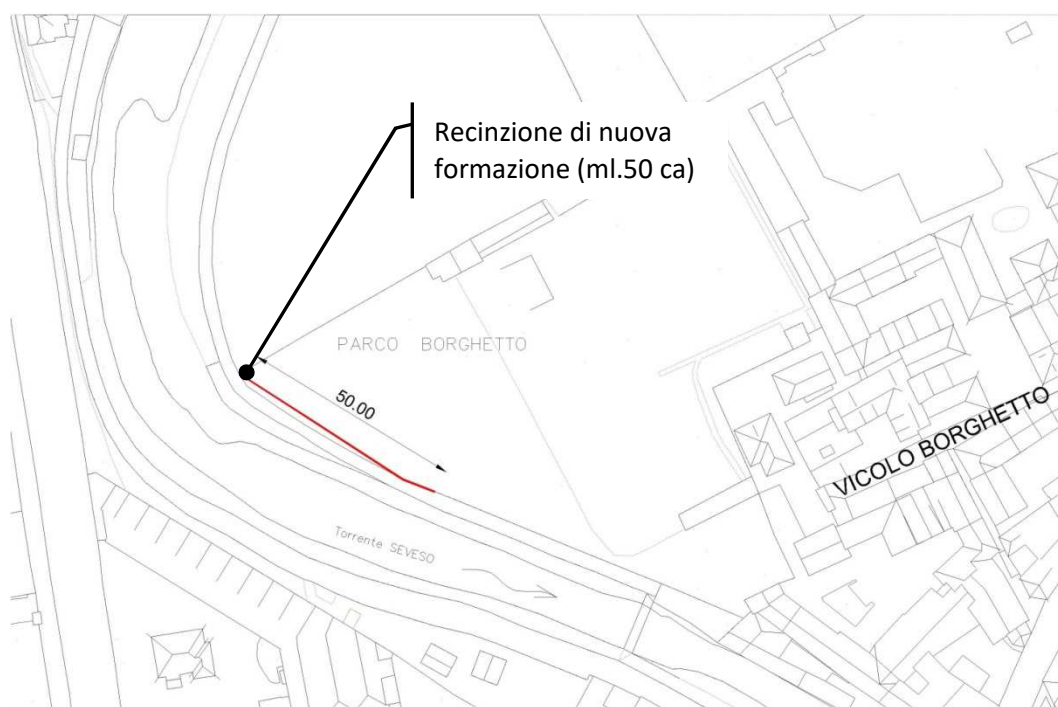 Recinzione di nuova
formazione (ml.50 ca)
PARCO BORGHETTO
50.00
VICOLO BORGHETTO
Torrente SEVESO